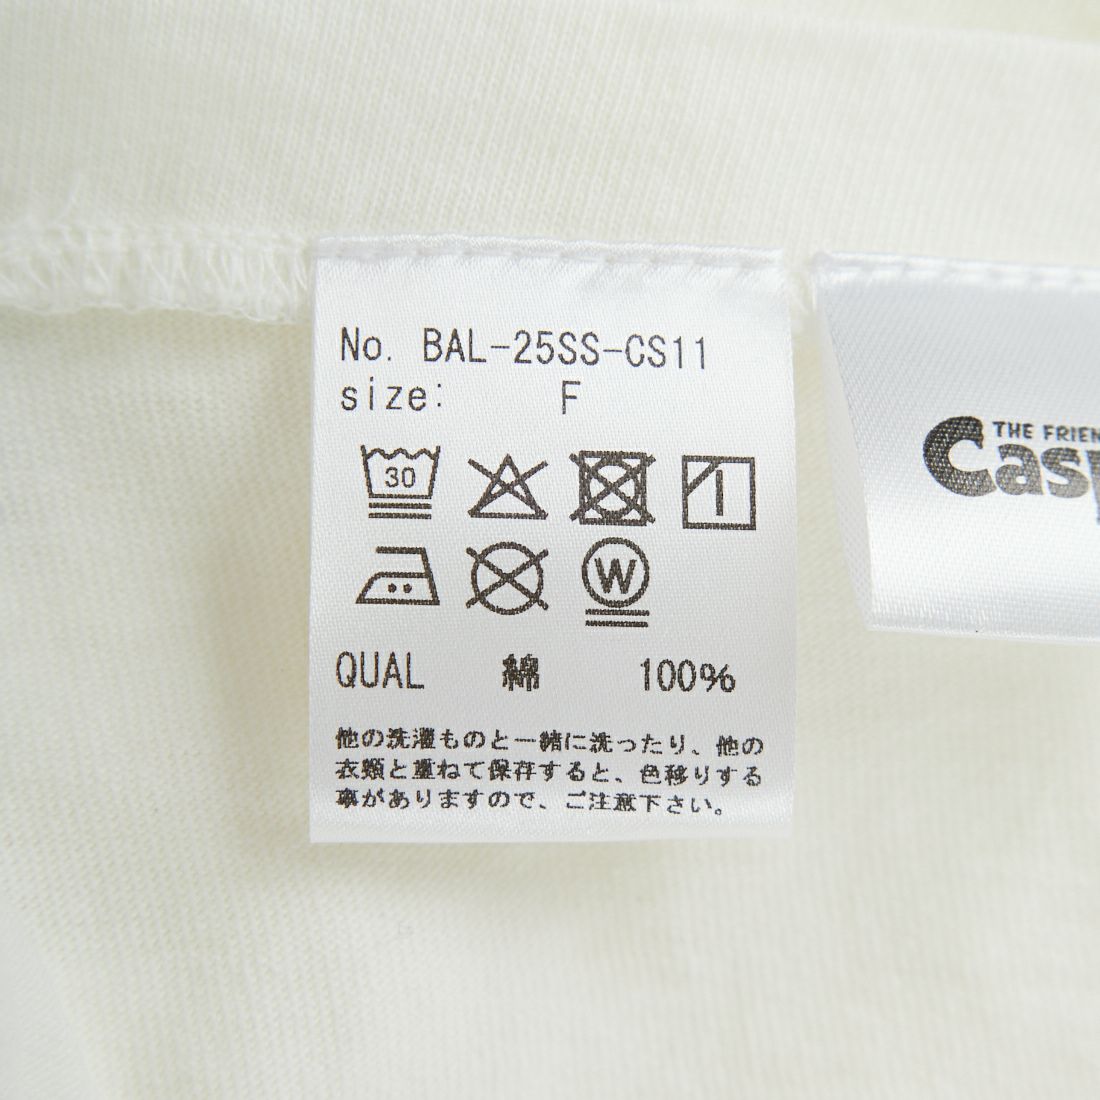 No. BAL-25SS-CS11
size: F
30
W
QUAL 綿 100%
他の洗濯ものと一緒に洗ったり、他の
衣類と重ねて保存すると、色移りする
事がありますので、ご注意下さい。
THE FRIEN
Casp